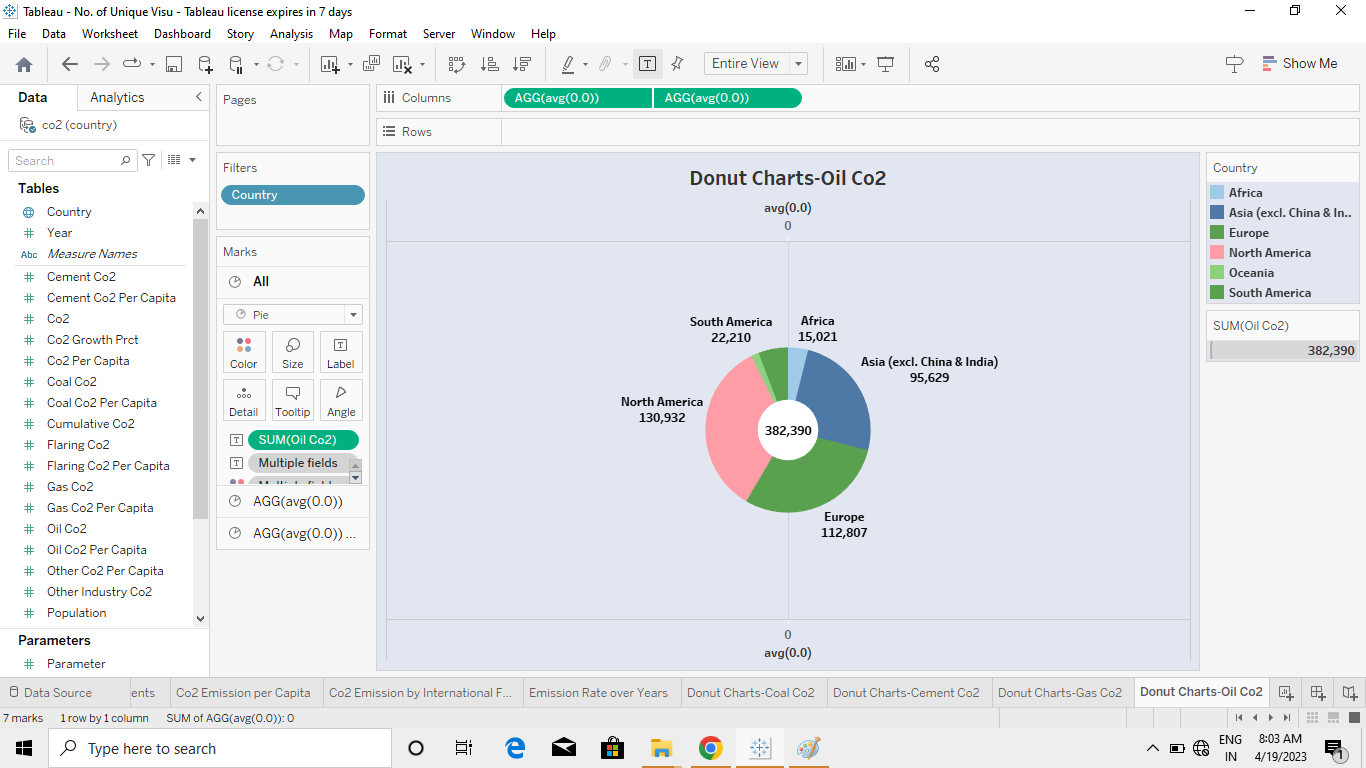 Tableau - No. of Unique Visu - Tableau license expires in 7 days
File Data Worksheet Dashboard Story Analysis Map Format Server Window Help
Entire View
Show Me
Data Analytics
co2 (country)
Search
Tables
Country
Year
Abc Measure Names
Cement Co2
Cement Co2 Per Capita
Co2
Co2 Growth Prct
Co2 Per Capita
Coal Co2
Coal Co2 Per Capita
Cumulative Co2
Flaring Co2
Flaring Co2 Per Capita
Gas Co2
Gas Co2 Per Capita
Oil Co2
Oil Co2 Per Capita
Other Co2 Per Capita
Other Industry Co2
Population
Parameters
Parameter
Pages
Filters
Country
Marks
All
Pie
Color Size Label
Detail Tooltip Angle
SUM(Oil Co2)
Multiple fields
AGG(avg(0.0))
AGG(avg(0.0)) ...
Columns AGG(avg(0.0)) AGG(avg(0.0))
Rows
Donut Charts-Oil Co2
avg(0.0)
0
South America
22,210
Africa
15,021
Asia (excl. China & India)
95,629
North America
130,932
382,390
Europe
112,807
0
avg(0.0)
Country
Africa
Asia (excl. China & In..
Europe
North America
Oceania
South America
SUM(Oil Co2)
382,390
Data Source ents Co2 Emission per Capita Co2 Emission by International F... Emission Rate over Years Donut Charts-Coal Co2 Donut Charts-Cement Co2 Donut Charts-Gas Co2 Donut Charts-Oil Co2
7 marks 1 row by 1 column SUM of AGG(avg(0.0)): 0
Type here to search
ENG
IN
8:03 AM
4/19/2023
1